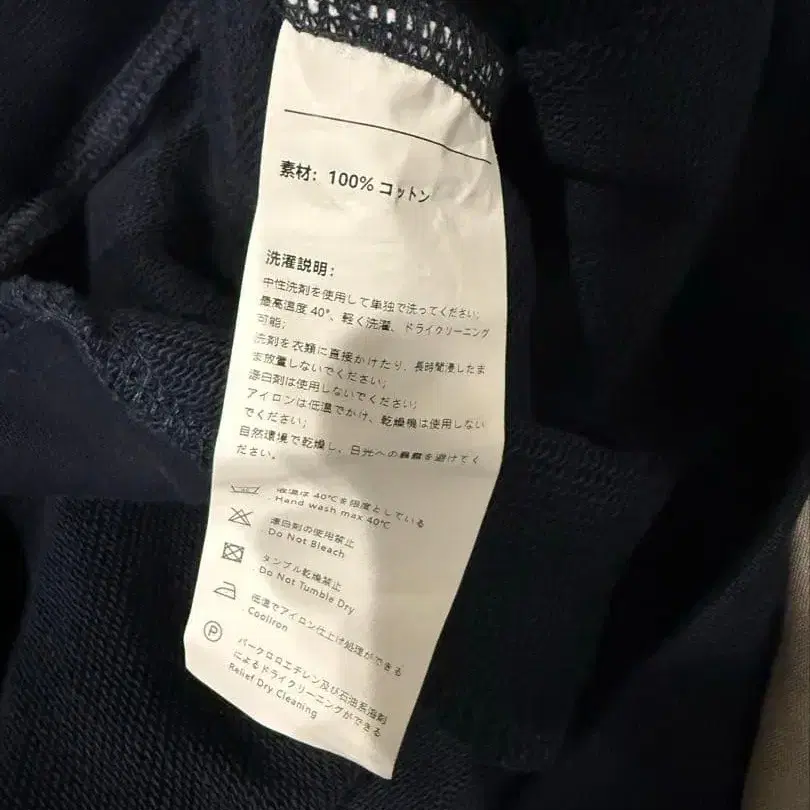 素材：100% コットン
洗濯説明：
中性洗剤を使用して単独で洗ってください；
最高温度 40°、軽く洗濯、ドライクリーニング
可能；
洗剤を衣類に直接かけたり、長時間浸したま
ま放置しないでください；
漂白剤は使用しないでください；
アイロンは低温でかけ、乾燥機は使用しない
でください；
自然環境で乾燥し、日光への暴露を避けてく
ださい。
液温は 40℃を限度としている
Hand wash max 40℃
漂白剤の使用禁止
Do Not Bleach
タンブル乾燥禁止
Do Not Tumble Dry
低温でアイロン仕上げ処理ができる
CoolIron
P
パークロロエチレン及び石油系溶剤
によるドライクリーニングができる
Relief Dry Cleaning